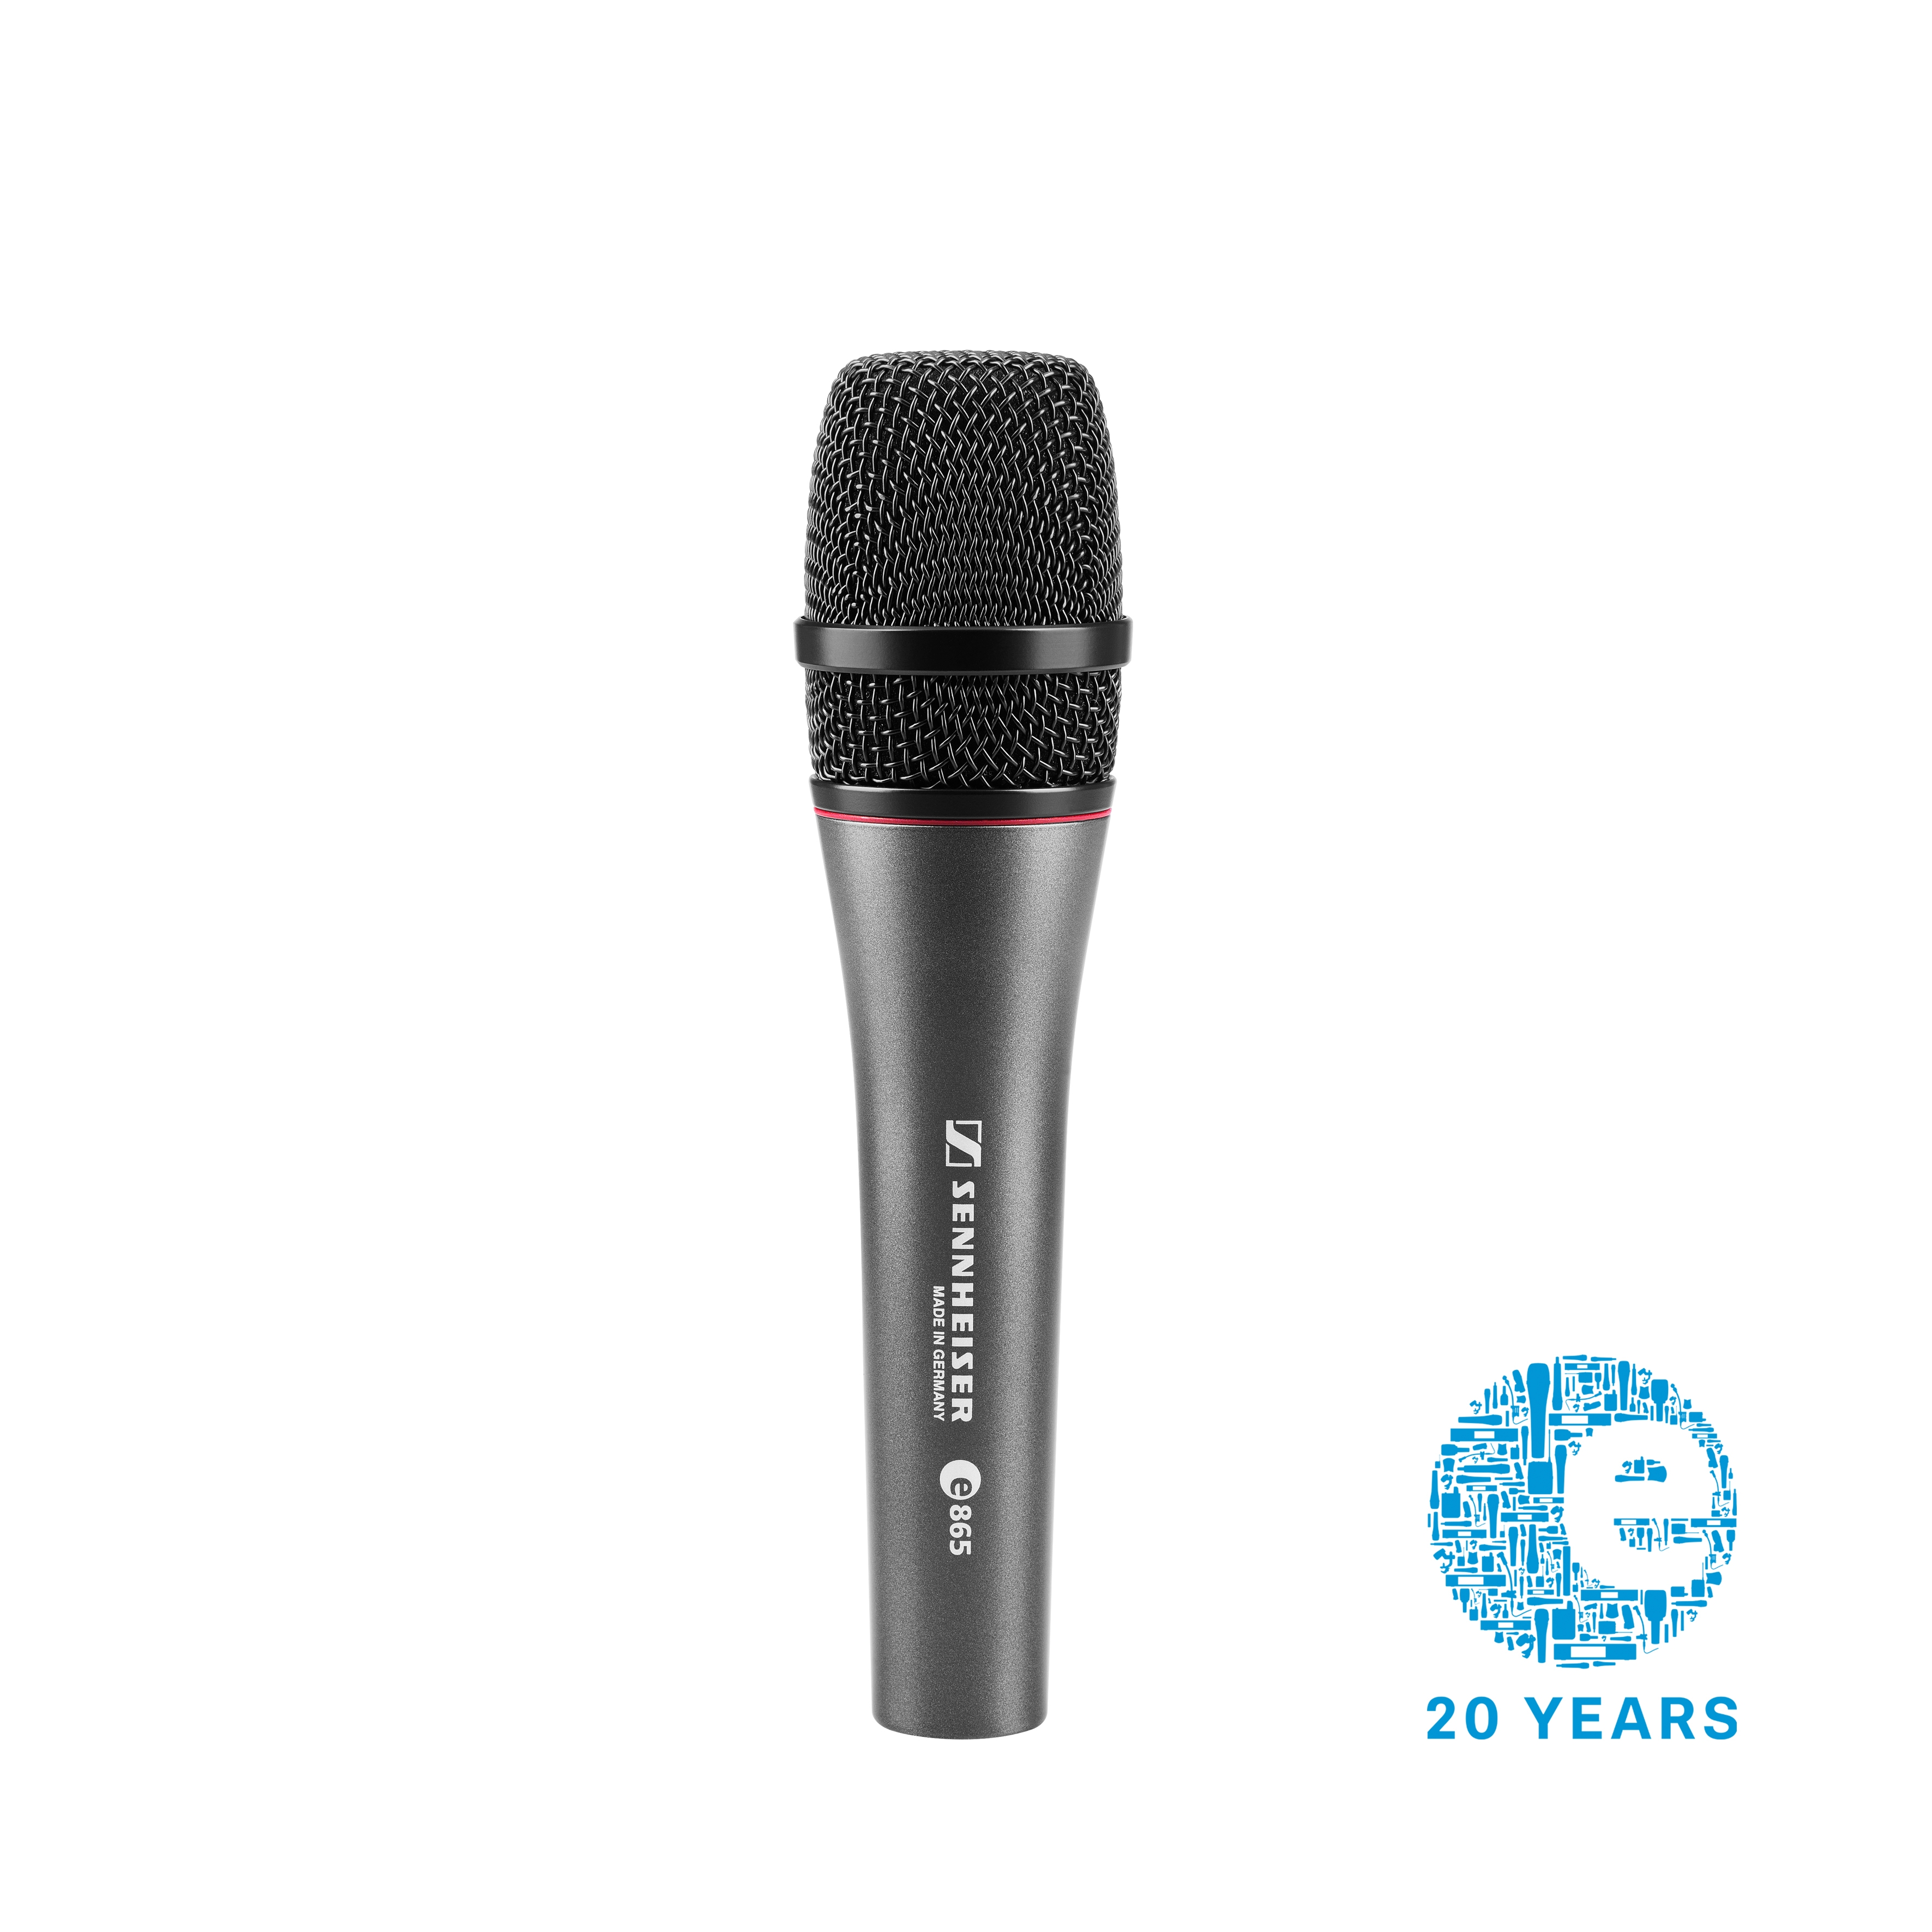 SENNHEISER
MADE IN GERMANY
e865
e
20 YEARS